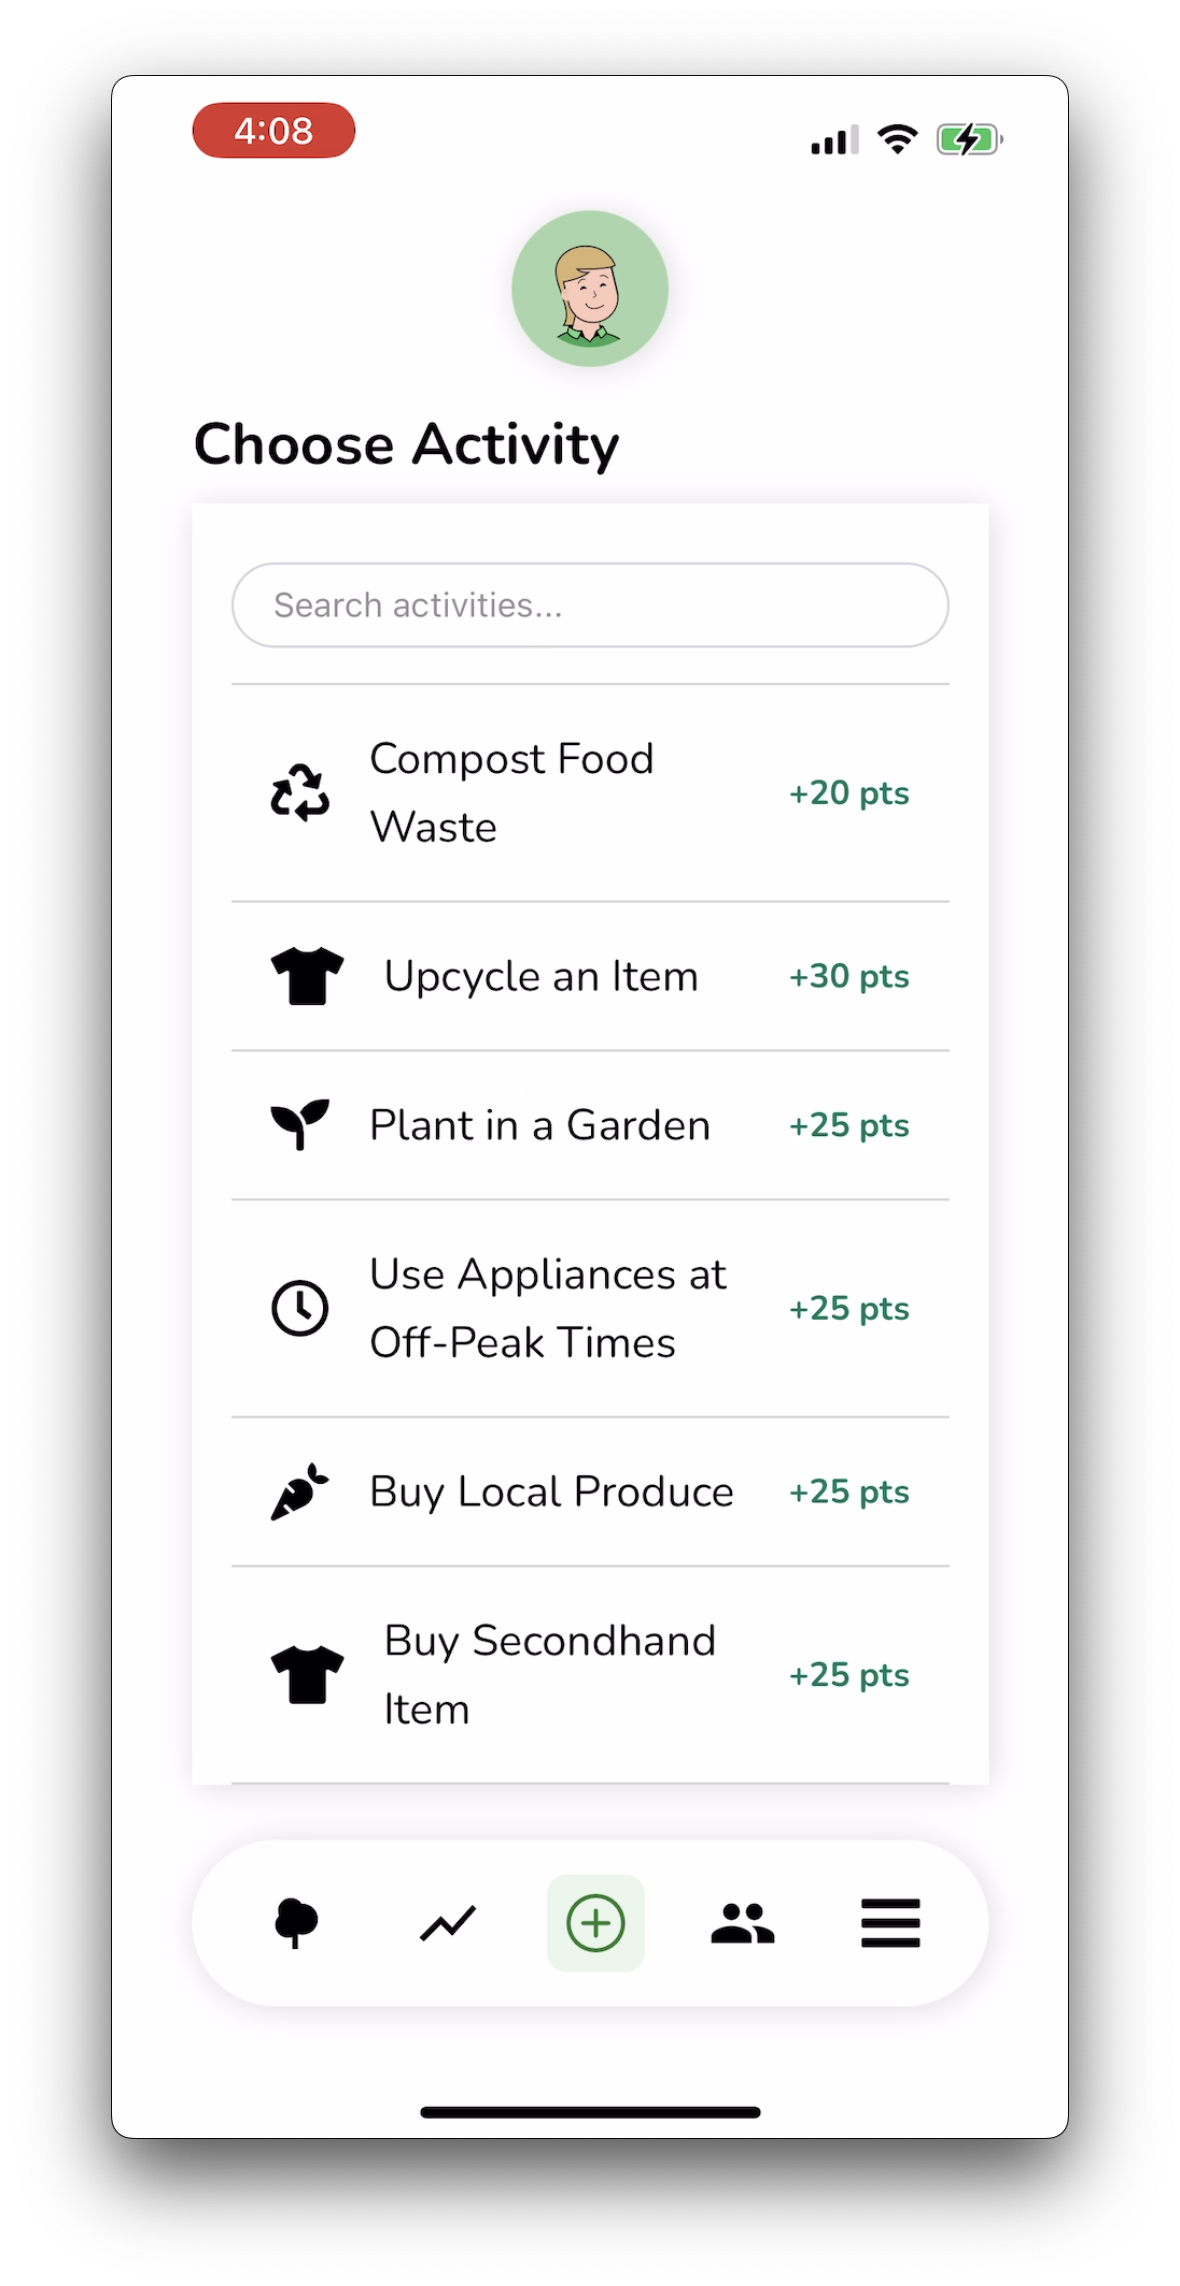 4:08
Choose Activity
Search activities...
Compost Food
Waste
+20 pts
Upcycle an Item
+30 pts
Plant in a Garden
+25 pts
Use Appliances at
Off-Peak Times
+25 pts
Buy Local Produce
+25 pts
Buy Secondhand
Item
+25 pts